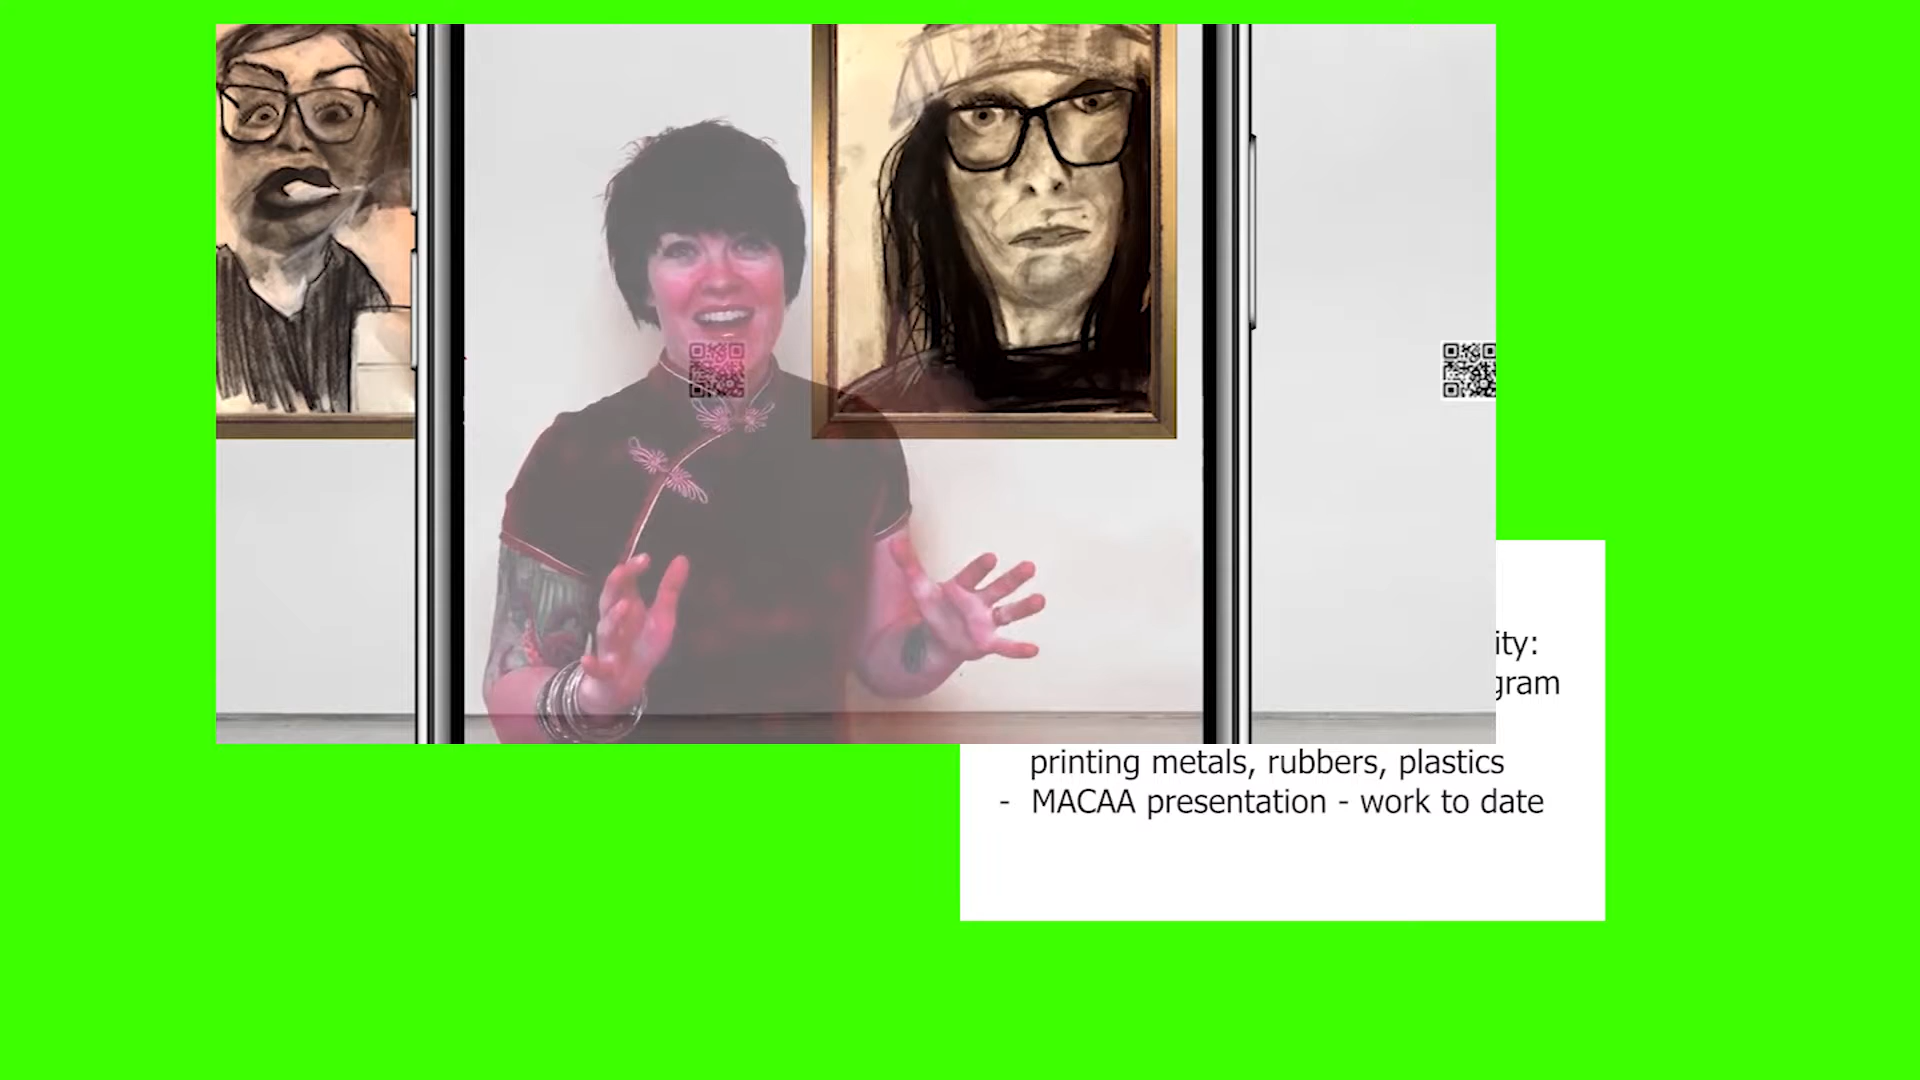 ity:
gram
printing metals, rubbers, plastics
- MACAA presentation - work to date